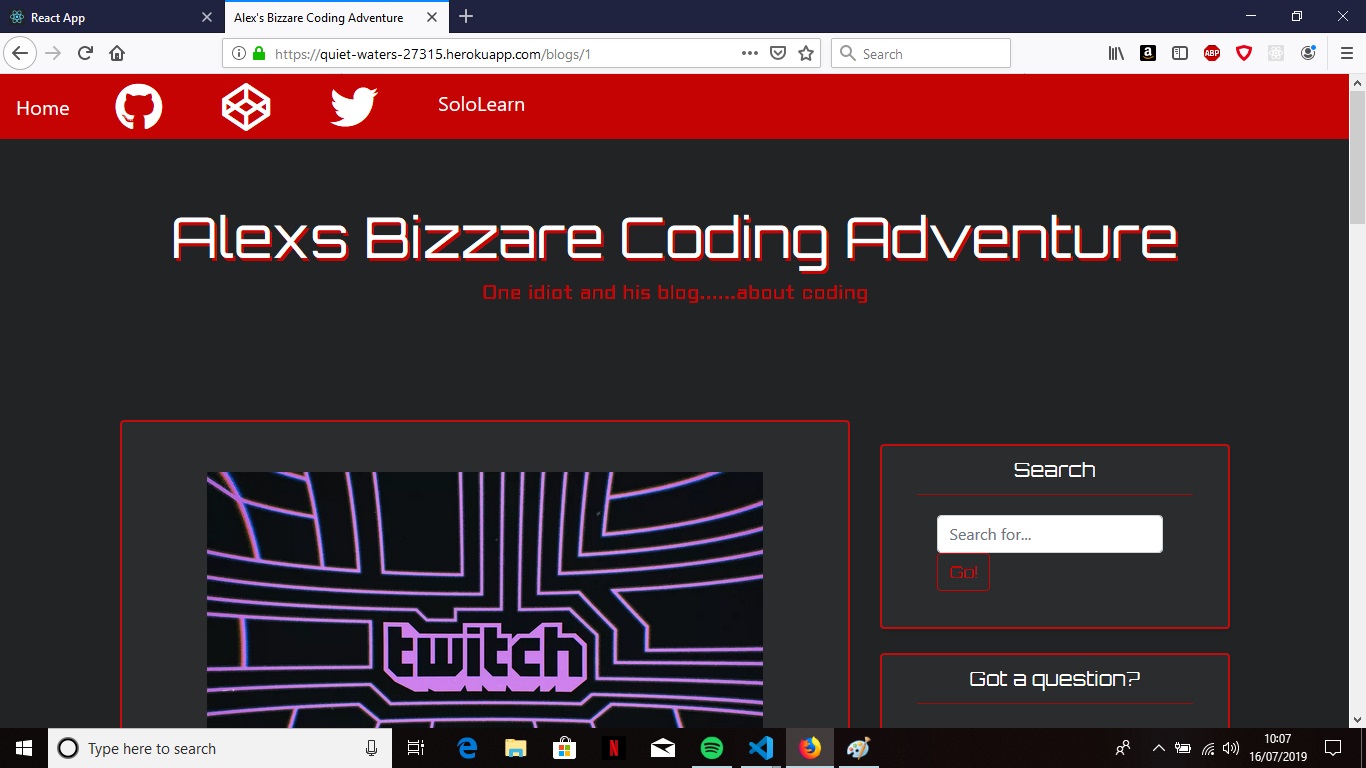 React App
Alex's Bizzare Coding Adventure
https://quiet-waters-27315.herokuapp.com/blogs/1
Search
ABP
Home
SoloLearn
Alexs Bizzare Coding Adventure
One idiot and his blog......about coding
Search
Search for...
Go!
twitch
Got a question?
Type here to search
10:07
16/07/2019